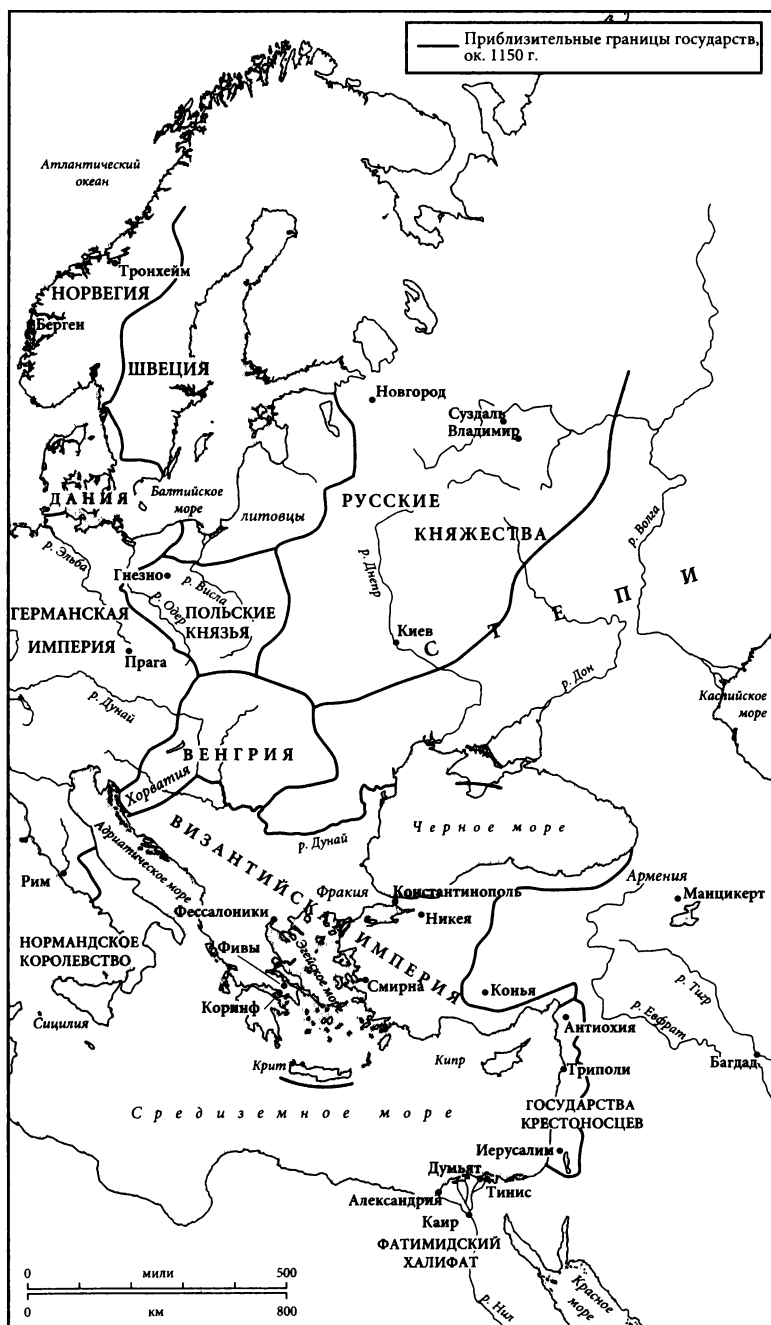 Приблизительные границы государств,
ок. 1150 г.
Атлантический
океан
Тронхейм
НОРВЕГИЯ
Берген
ШВЕЦИЯ
Новгород
Суздаль
Владимир
ДАНИЯ
Балтийское
море
литовцы
РУССКИЕ
КНЯЖЕСТВА
р. Волга
р. Эльба
Гнезно
р. Висла
р. Одер
р. Днепр
ГЕРМАНСКАЯ
ИМПЕРИЯ
ПОЛЬСКИЕ
КНЯЗЬЯ
Прага
Киев
СТЕПИ
р. Дон
р. Дунай
Каспийское
море
ВЕНГРИЯ
Хорватия
Адриатическое море
р. Дунай
Черное море
ВИЗАНТИЙСКАЯ
ИМПЕРИЯ
Рим
Фракия
Константинополь
Армения
Манцикерт
Фессалоники
Никея
НОРМАНДСКОЕ
КОРОЛЕВСТВО
Фивы
Эгейское море
Смирна
Конья
Коринф
р. Тигр
р. Евфрат
Сицилия
Антиохия
Багдад
Крит
Кипр
Триполи
Средиземное море
ГОСУДАРСТВА
КРЕСТОНОСЦЕВ
Иерусалим
Думьят
Тинис
Александрия
Каир
ФАТИМИДСКИЙ
ХАЛИФАТ
Красное
море
р. Нил
0 мили 500
0 км 800